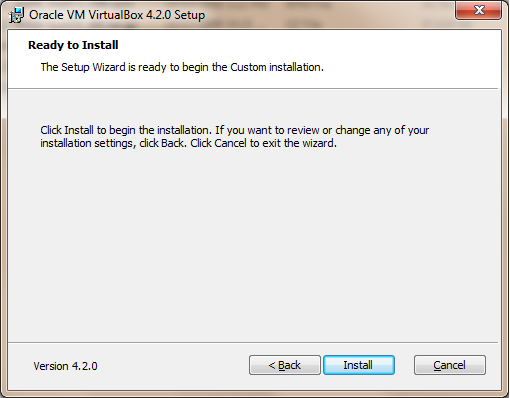 Oracle VM VirtualBox 4.2.0 Setup
Ready to Install
The Setup Wizard is ready to begin the Custom installation.
Click Install to begin the installation. If you want to review or change any of your
installation settings, click Back. Click Cancel to exit the wizard.
Version 4.2.0
< Back
Install
Cancel